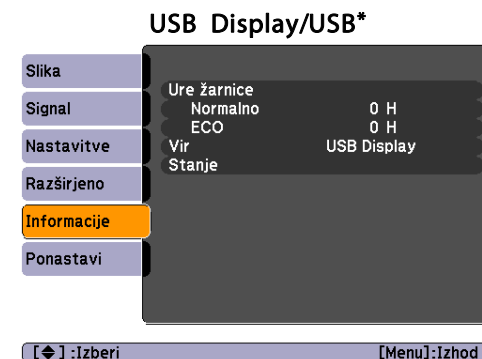 USB Display/USB*
Slika
Signal
Nastavitve
Razširjeno
Informacije
Ponastavi
Ure žarnice
Normalno 0 H
ECO 0 H
Vir USB Display
Stanje
[◆] :Izberi [Menu]:Izhod